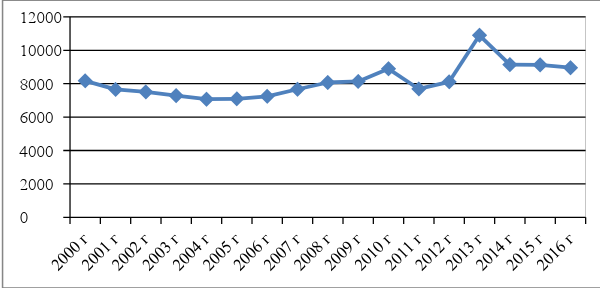 12000
10000
8000
6000
4000
2000
0
2000 г
2001 г
2002 г
2003 г
2004 г
2005 г
2006 г
2007 г
2008 г
2009 г
2010 г
2011 г
2012 г
2013 г
2014 г
2015 г
2016 г